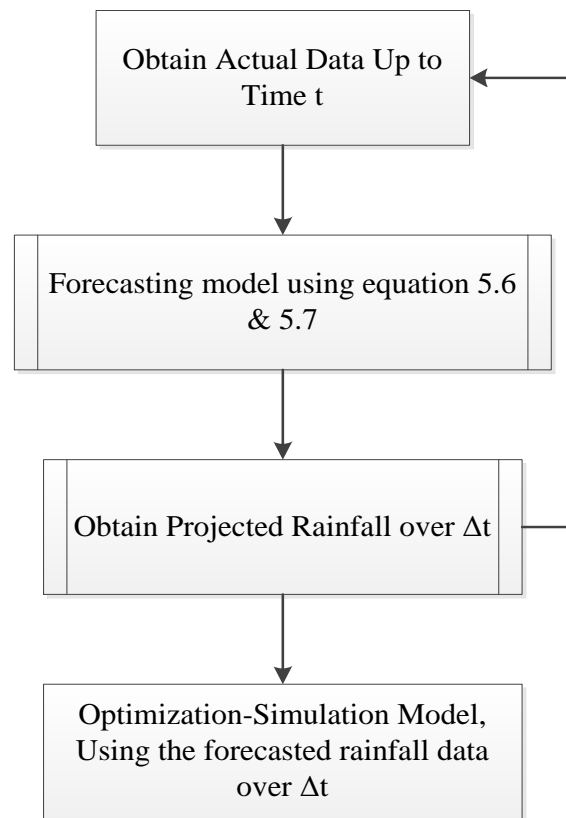 Obtain Actual Data Up to
Time t
Forecasting model using equation 5.6
& 5.7
Obtain Projected Rainfall over Δt
Optimization-Simulation Model,
Using the forecasted rainfall data
over Δt